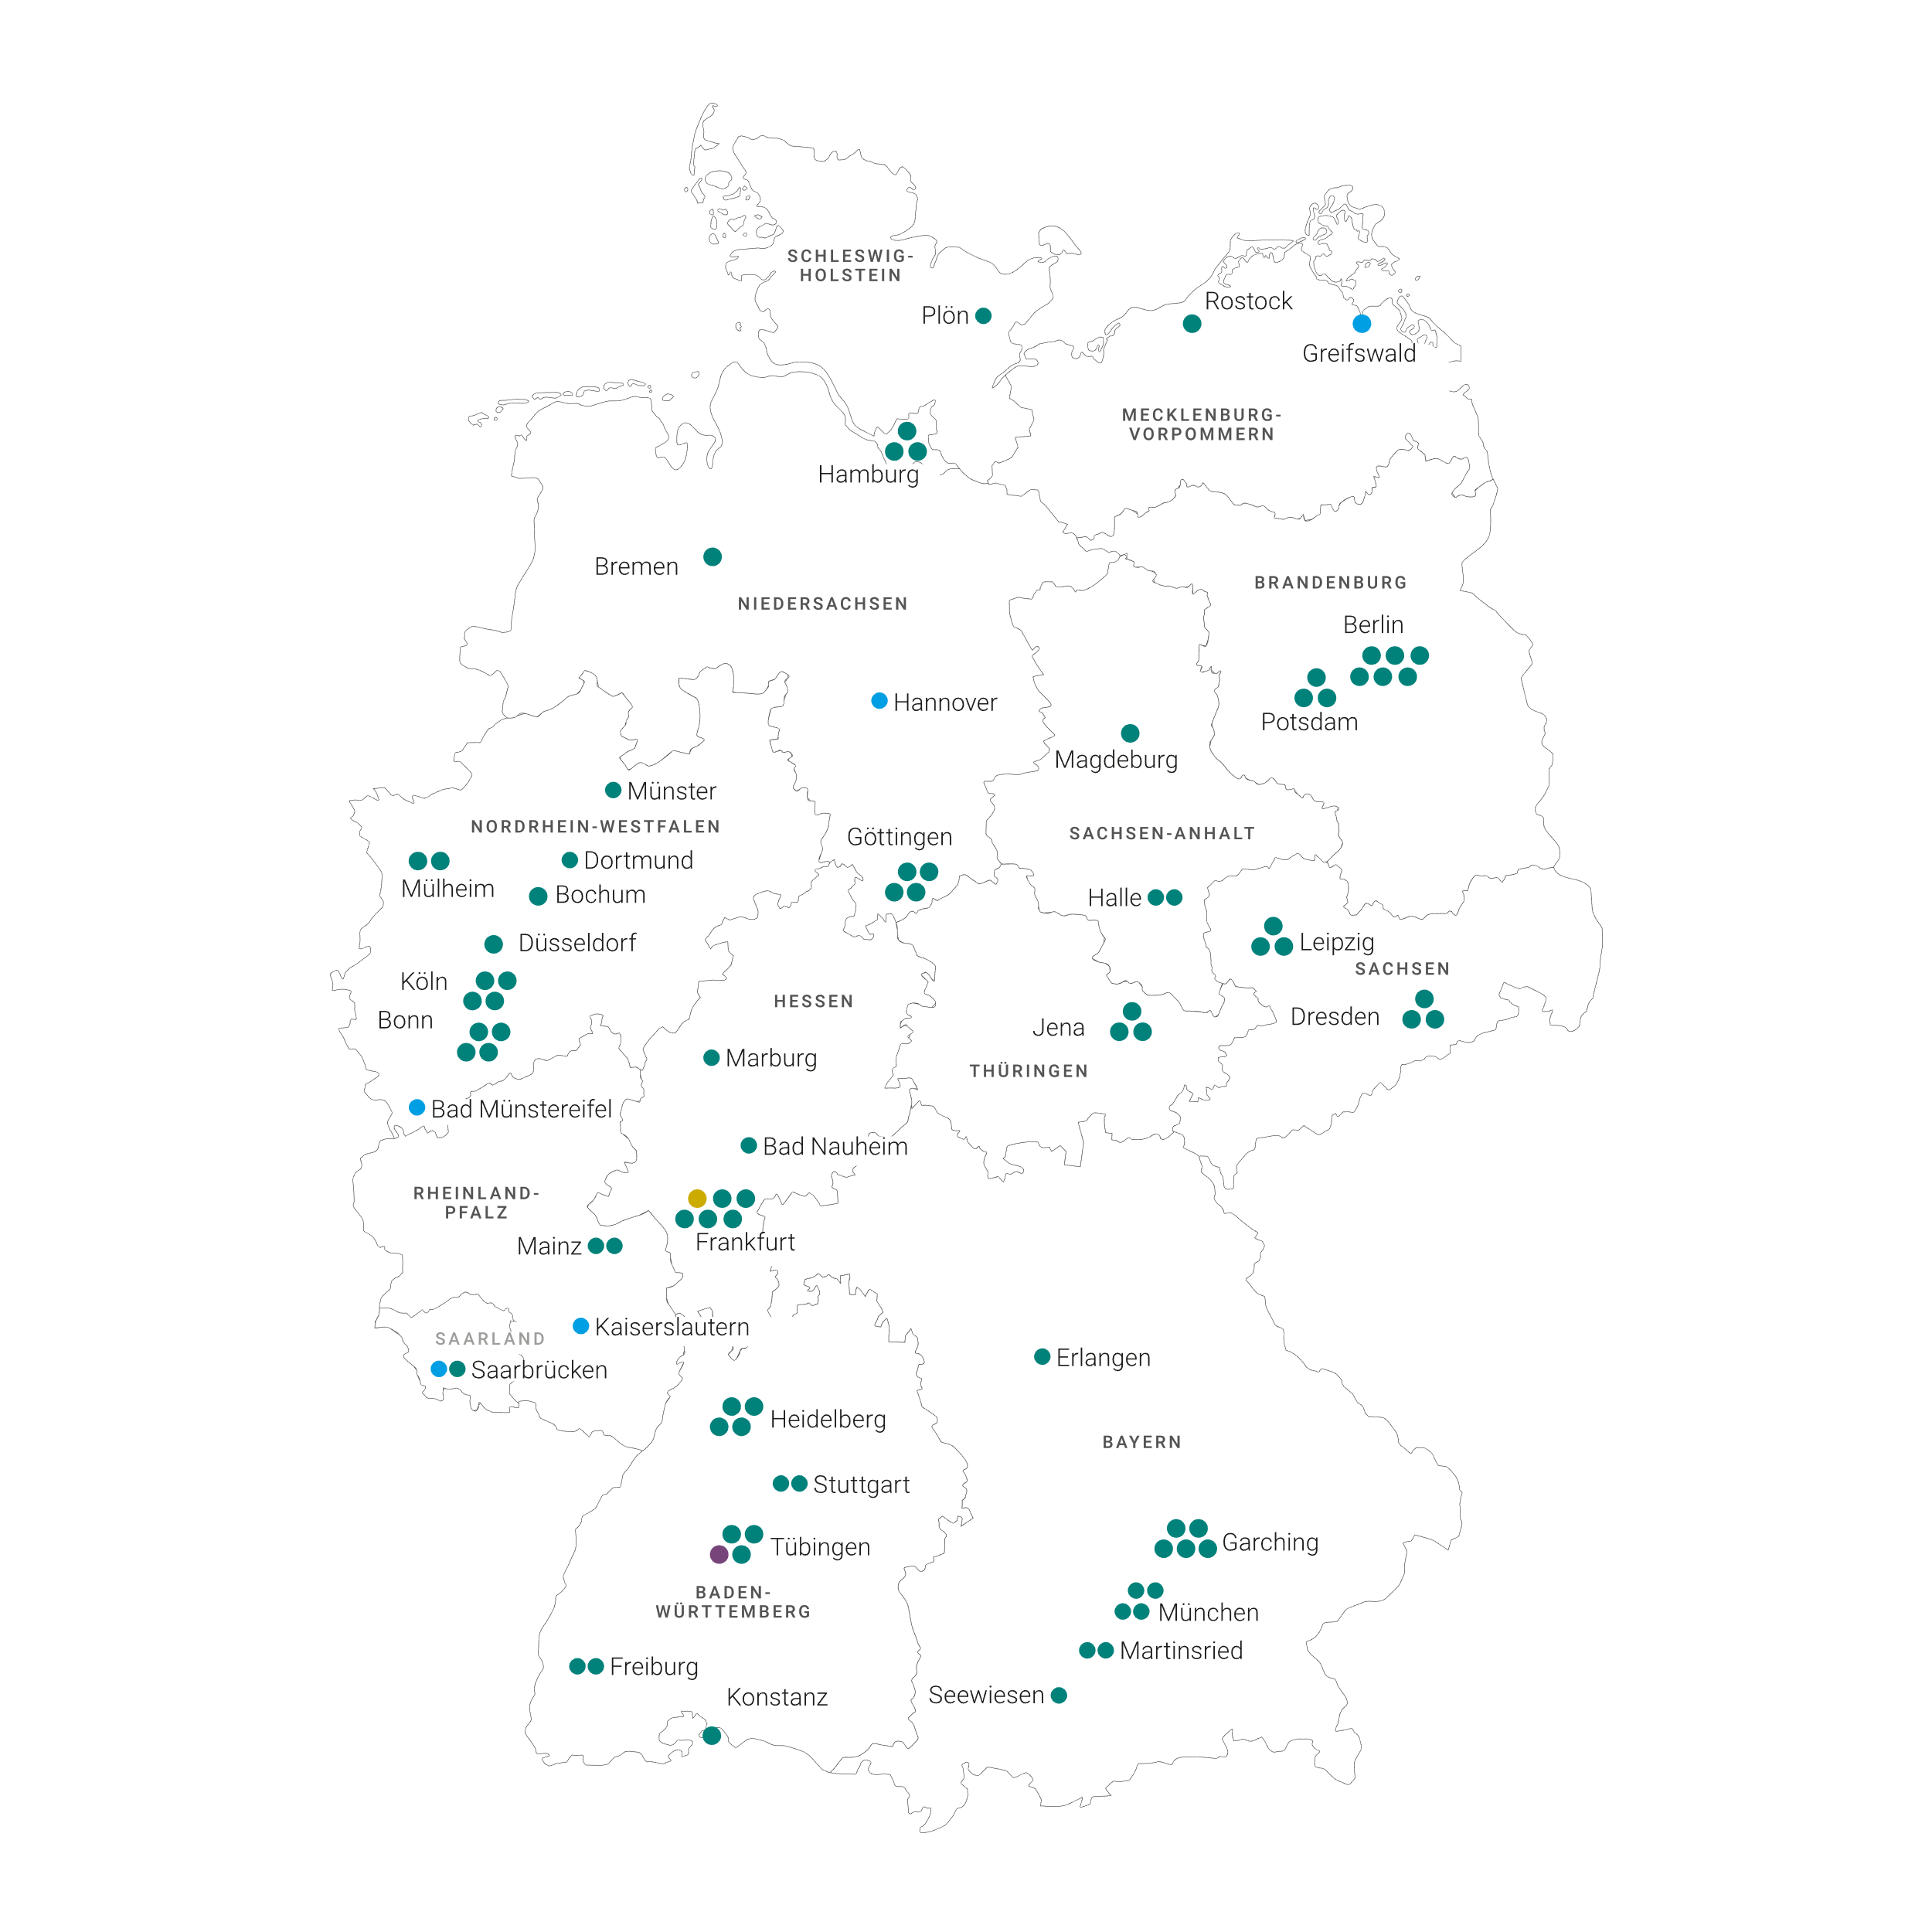 SCHLESWIG-
HOLSTEIN
Plön
Rostock
Greifswald
MECKLENBURG-
VORPOMMERN
Hamburg
Bremen
NIEDERSACHSEN
BRANDENBURG
Berlin
Hannover
Potsdam
Magdeburg
Münster
NORDRHEIN-WESTFALEN
Göttingen
SACHSEN-ANHALT
Dortmund
Mülheim
Bochum
Halle
Düsseldorf
Leipzig
SACHSEN
Köln
HESSEN
Bonn
Dresden
Jena
Marburg
THÜRINGEN
Bad Münstereifel
Bad Nauheim
RHEINLAND-
PFALZ
Frankfurt
Mainz
Kaiserslautern
SAARLAND
Saarbrücken
Erlangen
Heidelberg
BAYERN
Stuttgart
Garching
Tübingen
BADEN-
WÜRTTEMBERG
München
Martinsried
Freiburg
Seewiesen
Konstanz